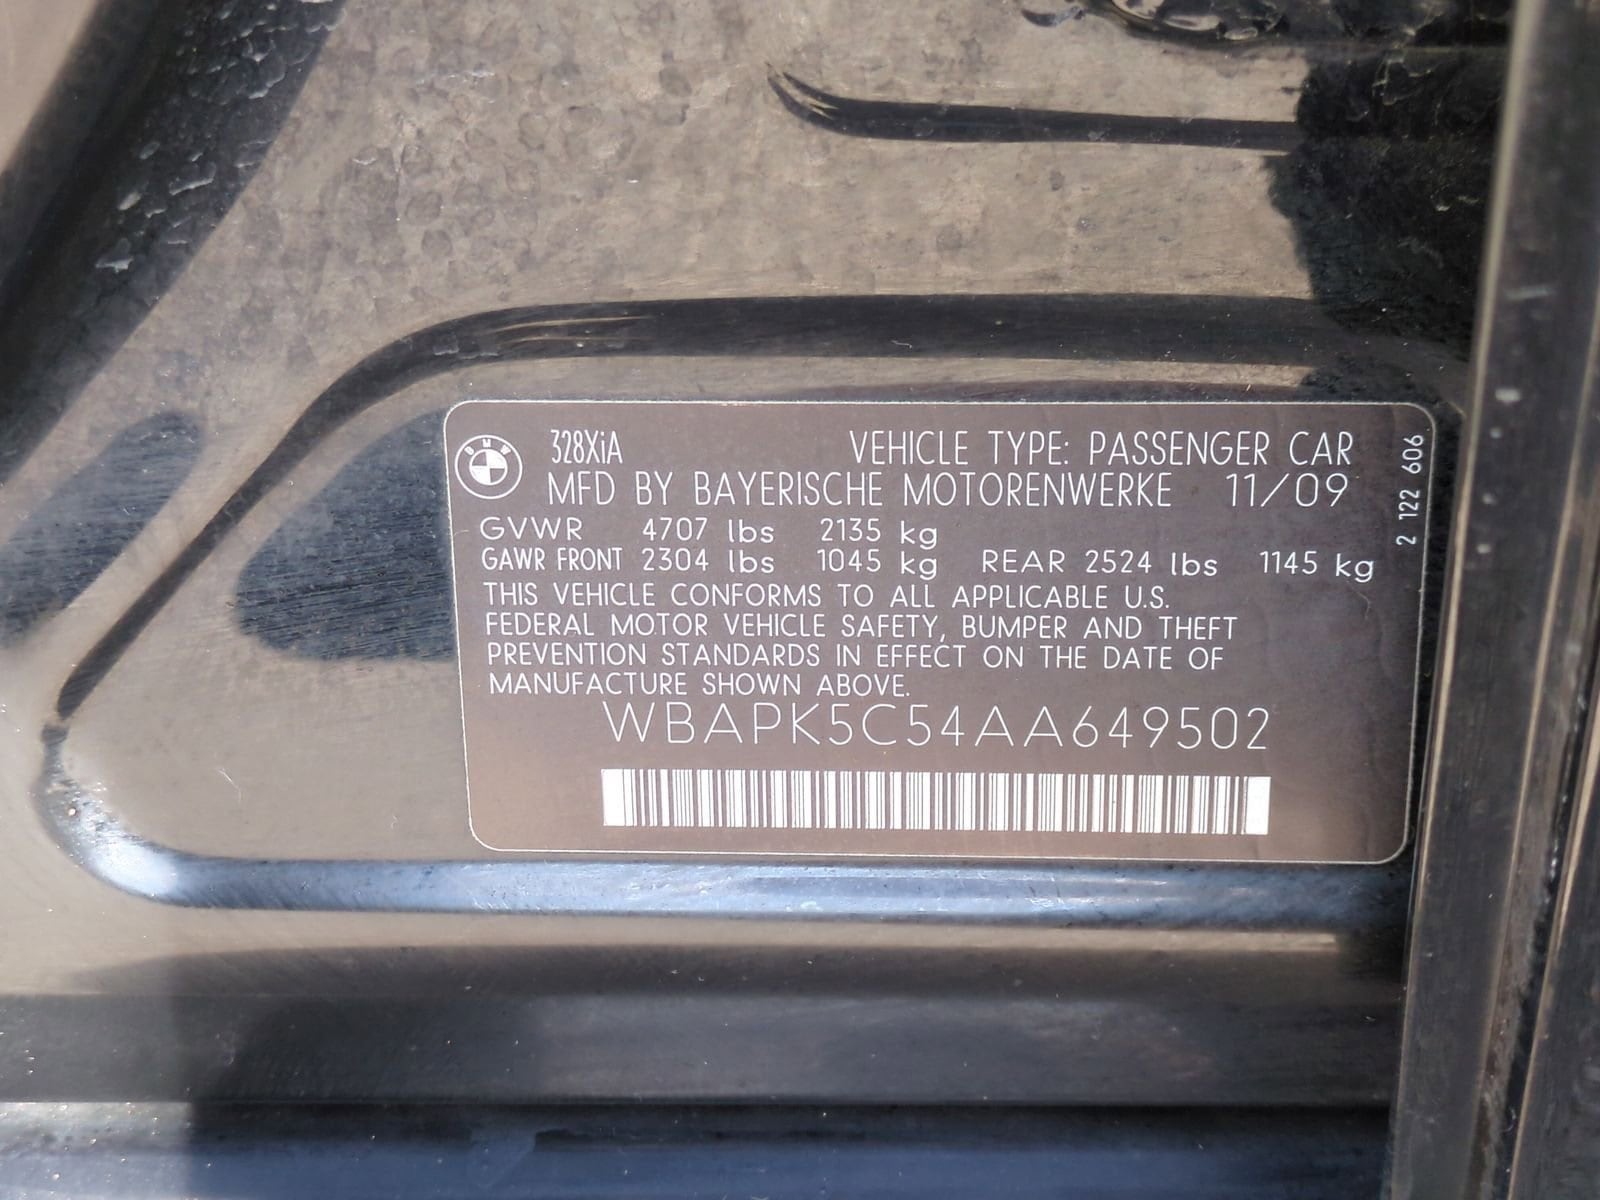 BMW
328XiA VEHICLE TYPE: PASSENGER CAR
MFD BY BAYERISCHE MOTORENWERKE 11/09
GVWR 4707 lbs 2135 kg
GAWR FRONT 2304 lbs 1045 kg REAR 2524 lbs 1145 kg
THIS VEHICLE CONFORMS TO ALL APPLICABLE U.S.
FEDERAL MOTOR VEHICLE SAFETY, BUMPER AND THEFT
PREVENTION STANDARDS IN EFFECT ON THE DATE OF
MANUFACTURE SHOWN ABOVE.
WBAPK5C54AA649502
2 122 606